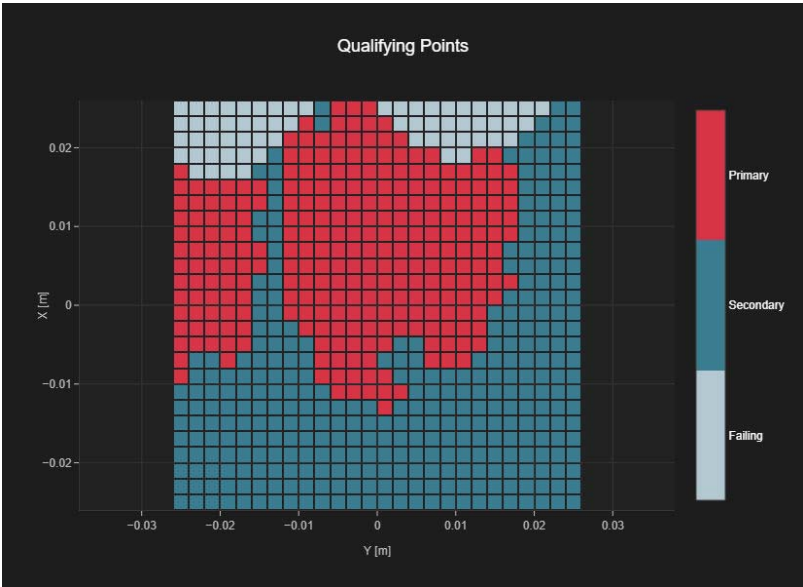 Qualifying Points
0.02
0.01
0
−0.01
−0.02
X [m]
−0.03
−0.02
−0.01
0
0.01
0.02
0.03
Y [m]
Primary
Secondary
Failing